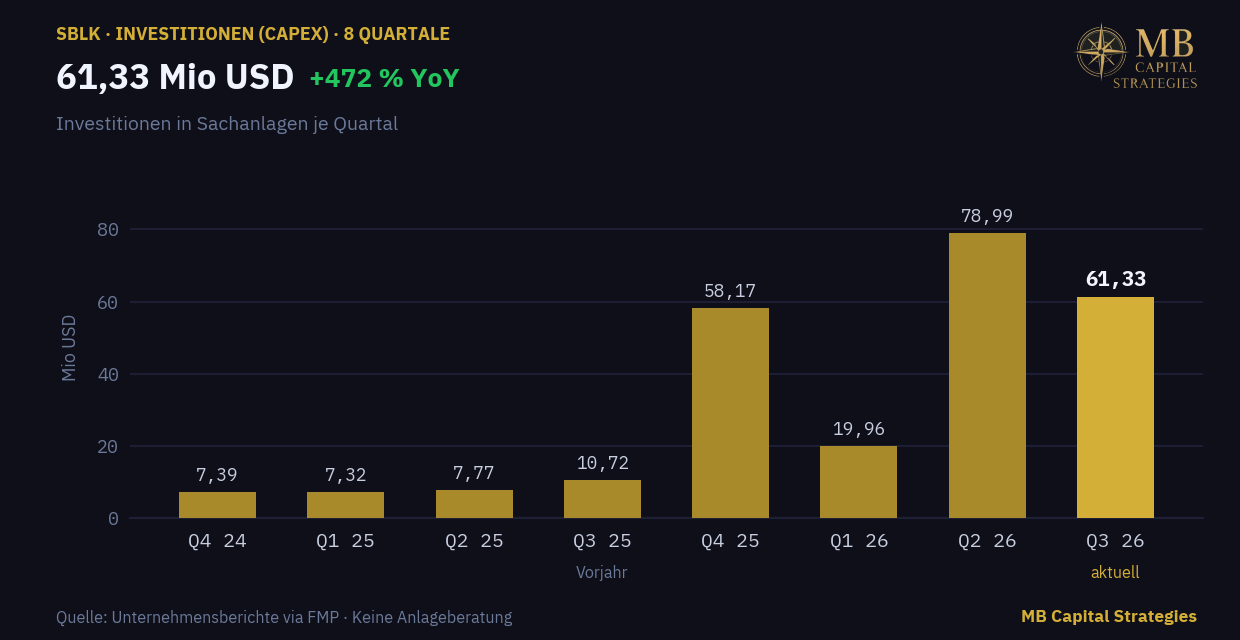 SBLK · INVESTITIONEN (CAPEX) · 8 QUARTALE
61,33 Mio USD +472 % YoY
Investitionen in Sachanlagen je Quartal
MB
CAPITAL
STRATEGIES
Mio USD
80
60
40
20
0
7,39
7,32
7,77
10,72
58,17
19,96
78,99
61,33
Q4 24
Q1 25
Q2 25
Q3 25
Q4 25
Q1 26
Q2 26
Q3 26
Vorjahr
aktuell
Quelle: Unternehmensberichte via FMP · Keine Anlageberatung
MB Capital Strategies